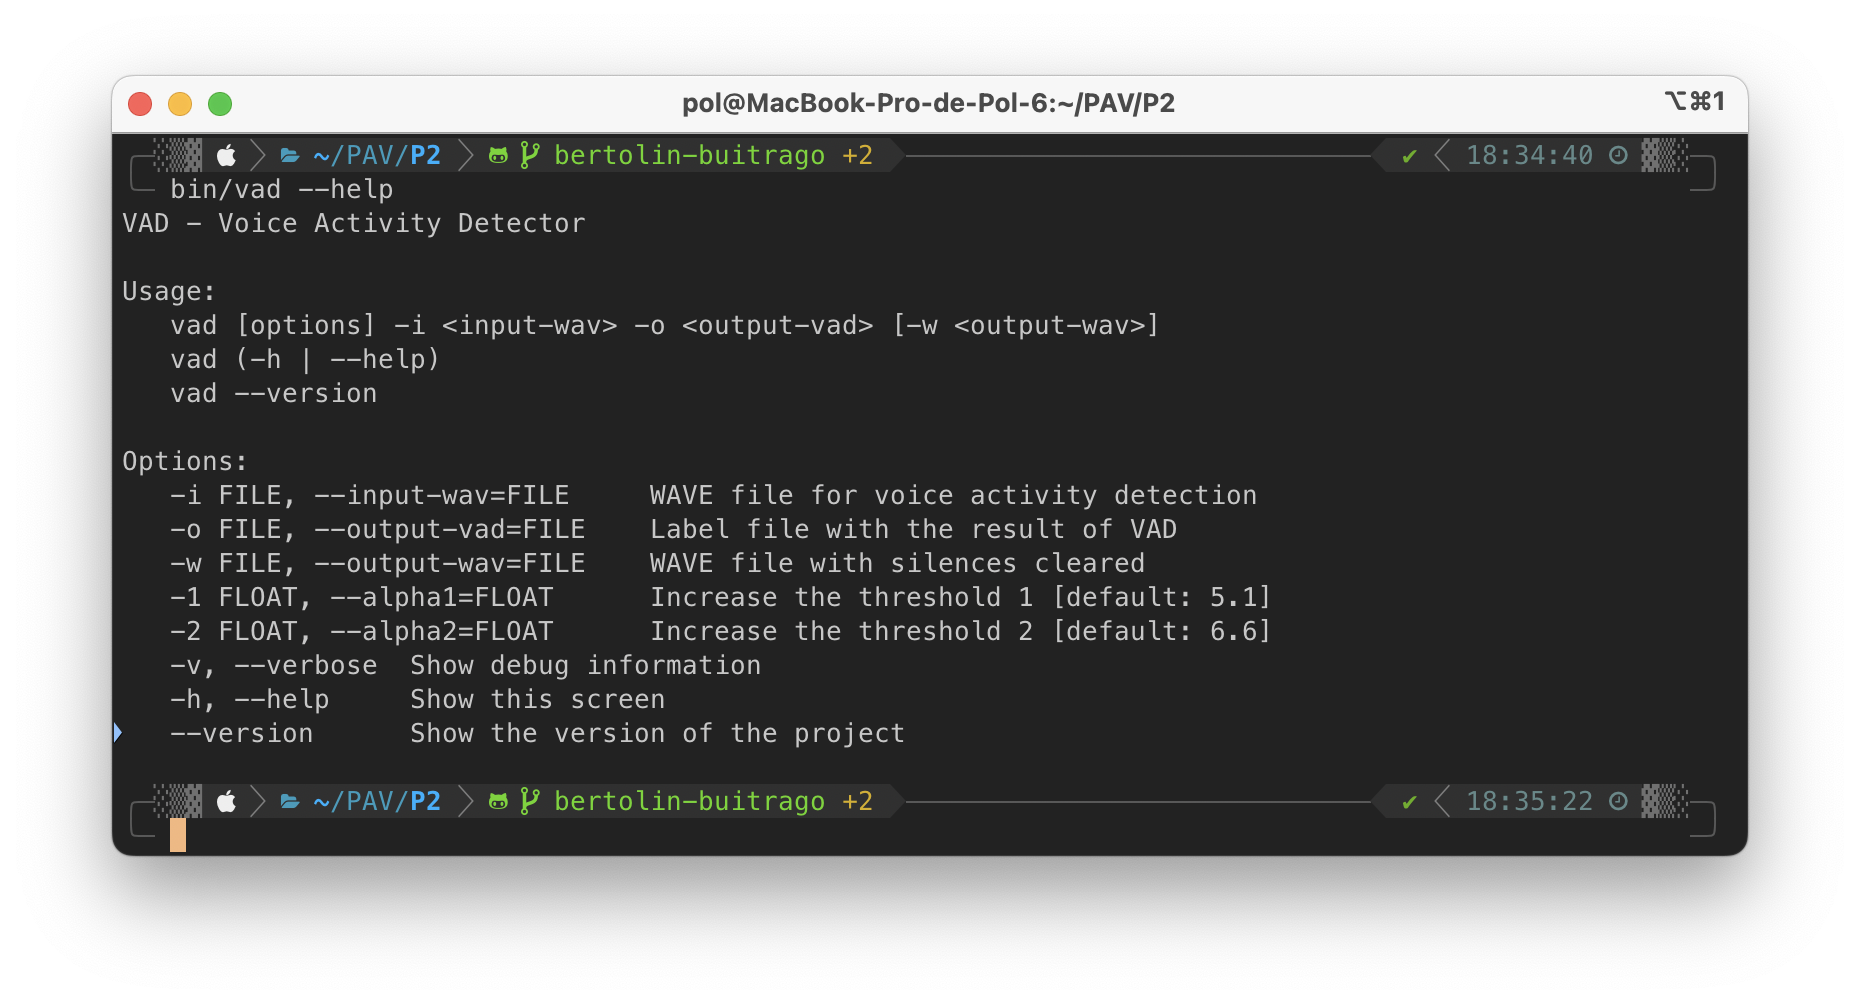 pol@MacBook-Pro-de-Pol-6:~/PAV/P2 ⌥⌘1
~/PAV/P2 bertolin-buitrago +2 ✔ 18:34:40
bin/vad --help
VAD - Voice Activity Detector
Usage:
vad [options] -i <input-wav> -o <output-vad> [-w <output-wav>]
vad (-h | --help)
vad --version
Options:
-i FILE, --input-wav=FILE WAVE file for voice activity detection
-o FILE, --output-vad=FILE Label file with the result of VAD
-w FILE, --output-wav=FILE WAVE file with silences cleared
-1 FLOAT, --alpha1=FLOAT Increase the threshold 1 [default: 5.1]
-2 FLOAT, --alpha2=FLOAT Increase the threshold 2 [default: 6.6]
-v, --verbose Show debug information
-h, --help Show this screen
--version Show the version of the project
~/PAV/P2 bertolin-buitrago +2 ✔ 18:35:22